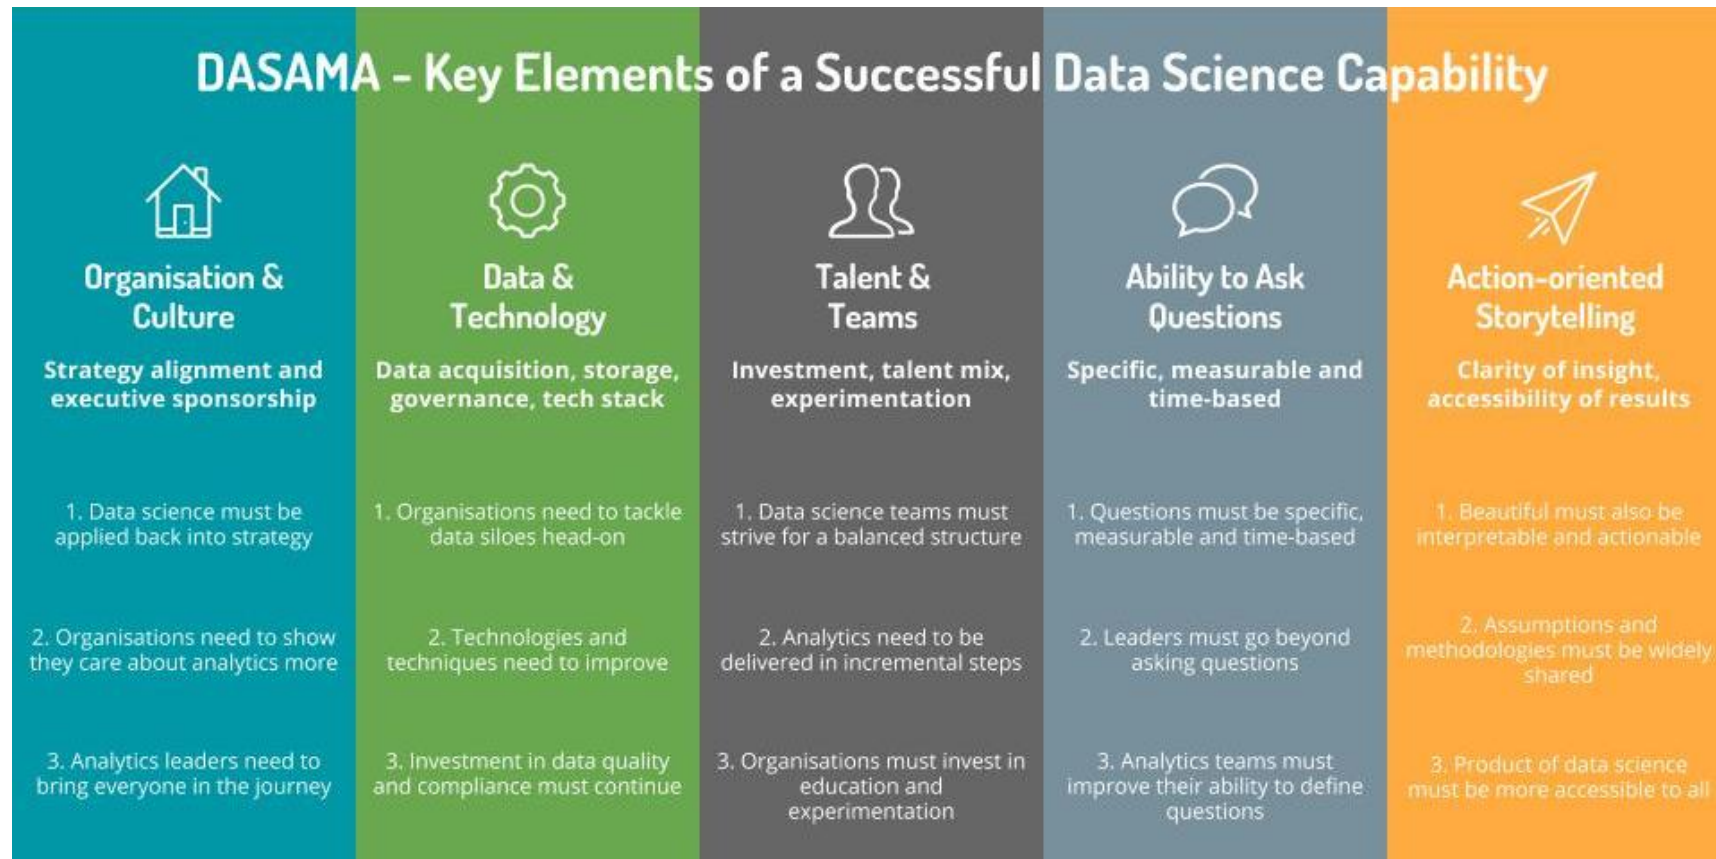 DASAMA - Key Elements of a Successful Data Science Capability
Organisation &
Culture
Strategy alignment and
executive sponsorship
1. Data science must be
applied back into strategy
2. Organisations need to show
they care about analytics more
3. Analytics leaders need to
bring everyone in the journey
Data &
Technology
Data acquisition, storage,
governance, tech stack
1. Organisations need to tackle
data siloes head-on
2. Technologies and
techniques need to improve
3. Investment in data quality
and compliance must continue
Talent &
Teams
Investment, talent mix,
experimentation
1. Data science teams must
strive for a balanced structure
2. Analytics need to be
delivered in incremental steps
3. Organisations must invest in
education and
experimentation
Ability to Ask
Questions
Specific, measurable and
time-based
1. Questions must be specific,
measurable and time-based
2. Leaders must go beyond
asking questions
3. Analytics teams must
improve their ability to define
questions
Action-oriented
Storytelling
Clarity of insight,
accessibility of results
1. Beautiful must also be
interpretable and actionable
2. Assumptions and
methodologies must be widely
shared
3. Product of data science
must be more accessible to all